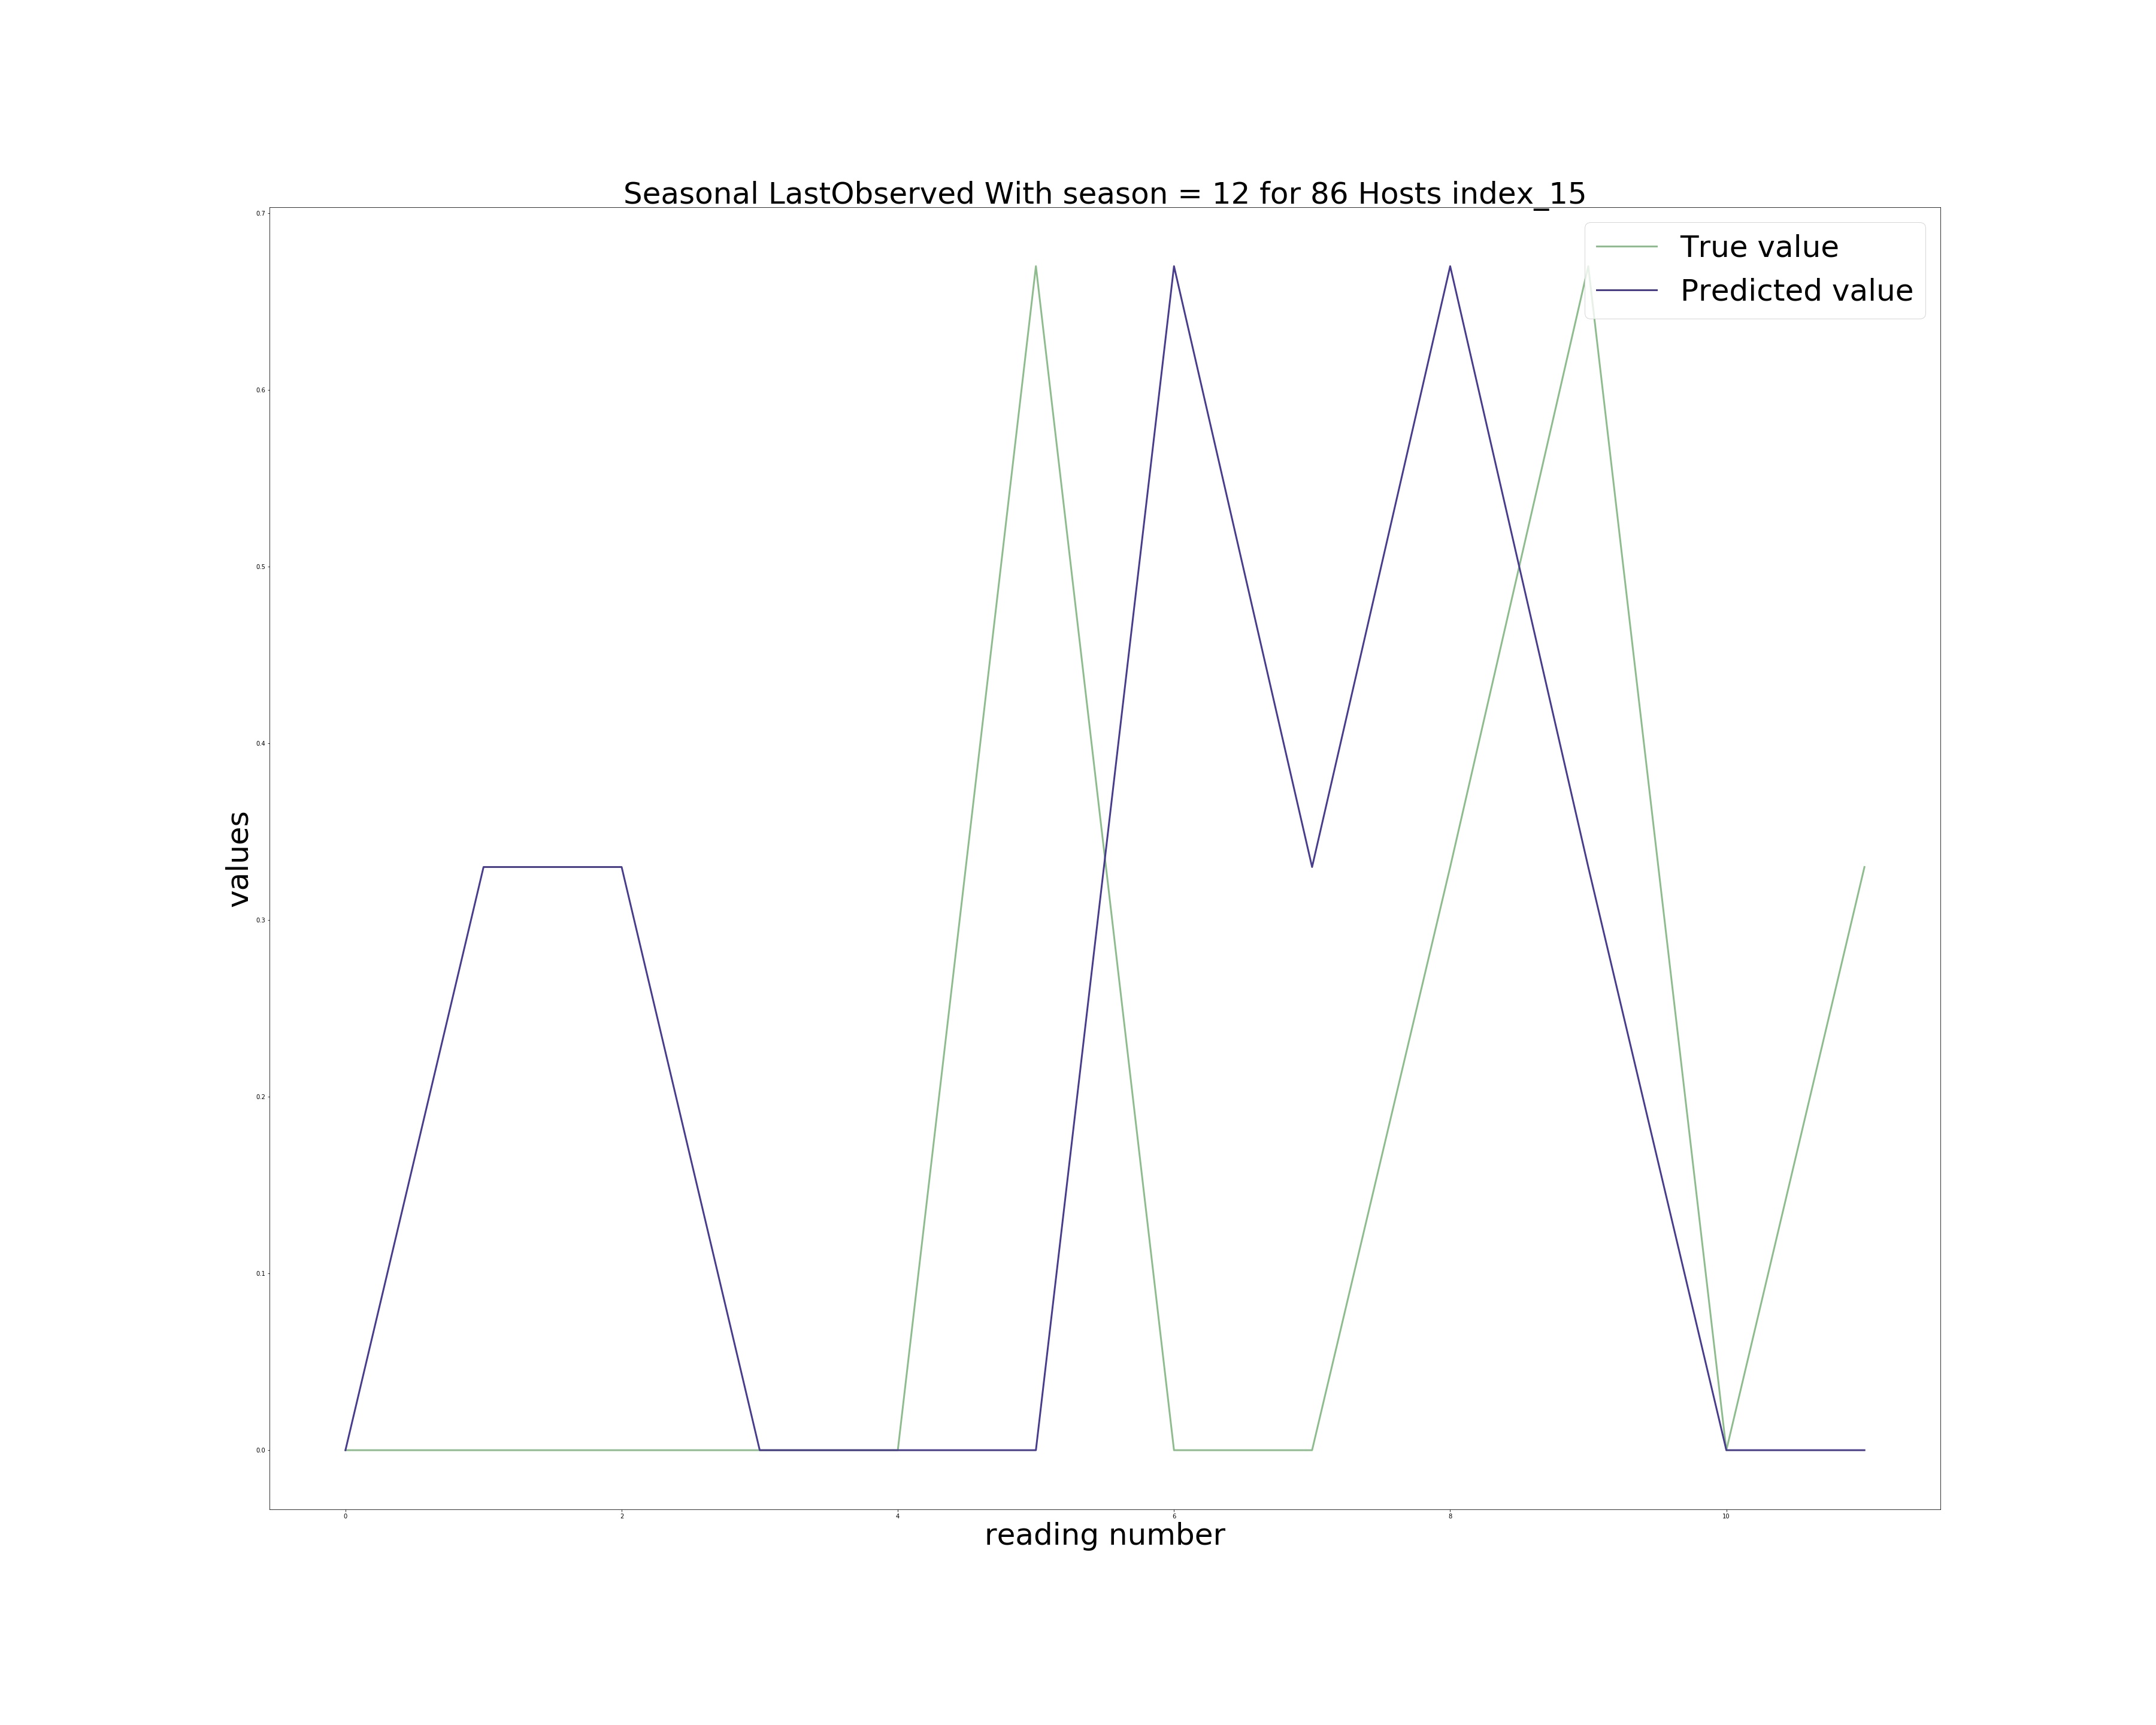 Seasonal LastObserved With season = 12 for 86 Hosts index_15
True value
Predicted value
values
0.7
0.6
0.5
0.4
0.3
0.2
0.1
0.0
0 2 4 6 8 10
reading number